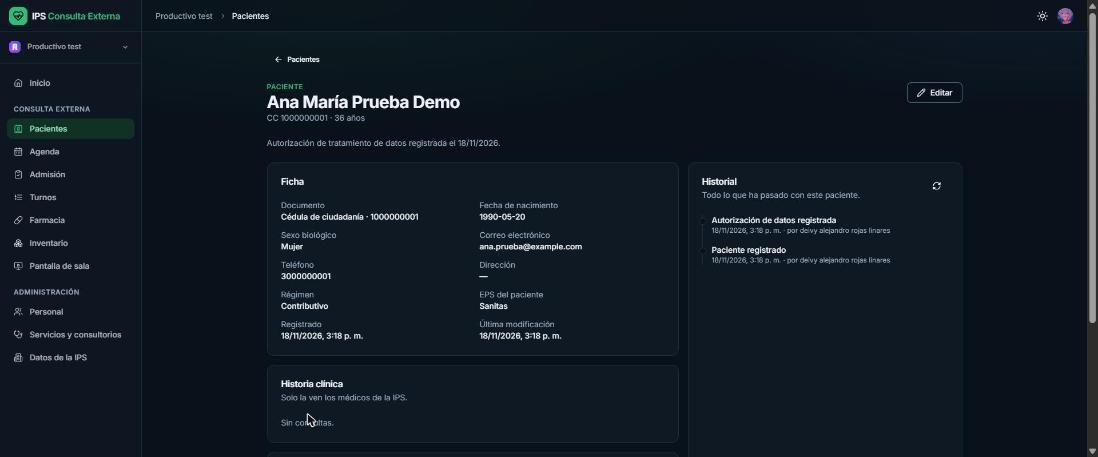 IPS Consulta Externa
Productivo test
Inicio
CONSULTA EXTERNA
Pacientes
Agenda
Admisión
Turnos
Farmacia
Inventario
Pantalla de sala
ADMINISTRACIÓN
Personal
Servicios y consultorios
Datos de la IPS
Productivo test > Pacientes
← Pacientes
PACIENTE
Ana María Prueba Demo
CC 1000000001 · 36 años
Editar
Autorización de tratamiento de datos registrada el 18/11/2026.
Ficha
Documento
Cédula de ciudadanía · 1000000001
Fecha de nacimiento
1990-05-20
Sexo biológico
Mujer
Correo electrónico
ana.prueba@example.com
Teléfono
3000000001
Dirección
—
Régimen
Contributivo
EPS del paciente
Sanitas
Registrado
18/11/2026, 3:18 p. m.
Última modificación
18/11/2026, 3:18 p. m.
Historia clínica
Solo la ven los médicos de la IPS.
Sin consultas.
Historial
Todo lo que ha pasado con este paciente.
Autorización de datos registrada
18/11/2026, 3:18 p. m. · por deivy alejandro rojas linares
Paciente registrado
18/11/2026, 3:18 p. m. · por deivy alejandro rojas linares